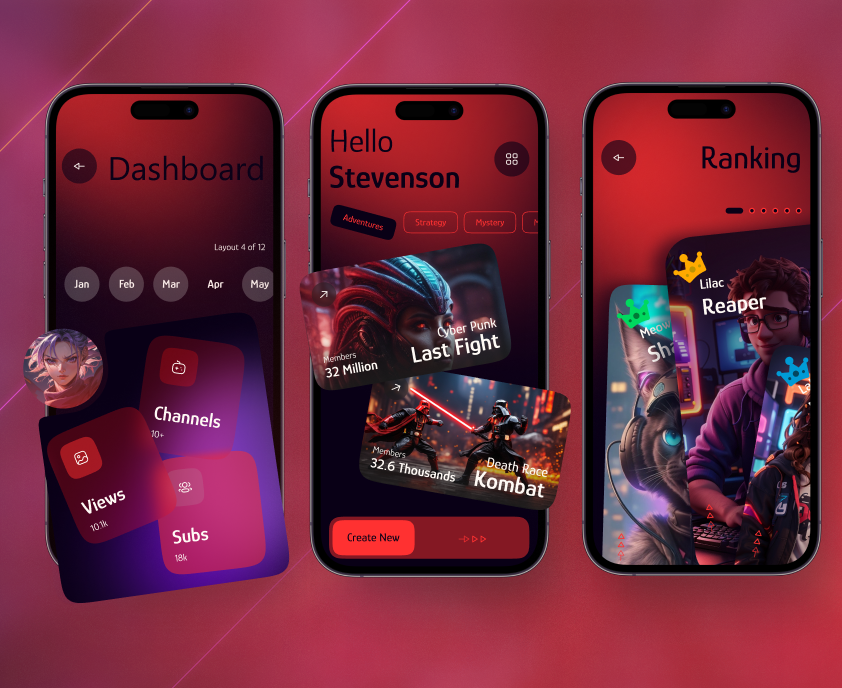 Dashboard
Layout 4 of 12
Jan
Feb
Mar
Apr
May
Channels
10+
Views
10.1k
Subs
18k
Hello
Stevenson
Adventures
Strategy
Mystery
Cyber Punk
Last Fight
Members
32 Million
Death Race
Kombat
Members
32.6 Thousands
Create New
Ranking
Lilac
Reaper
Meow